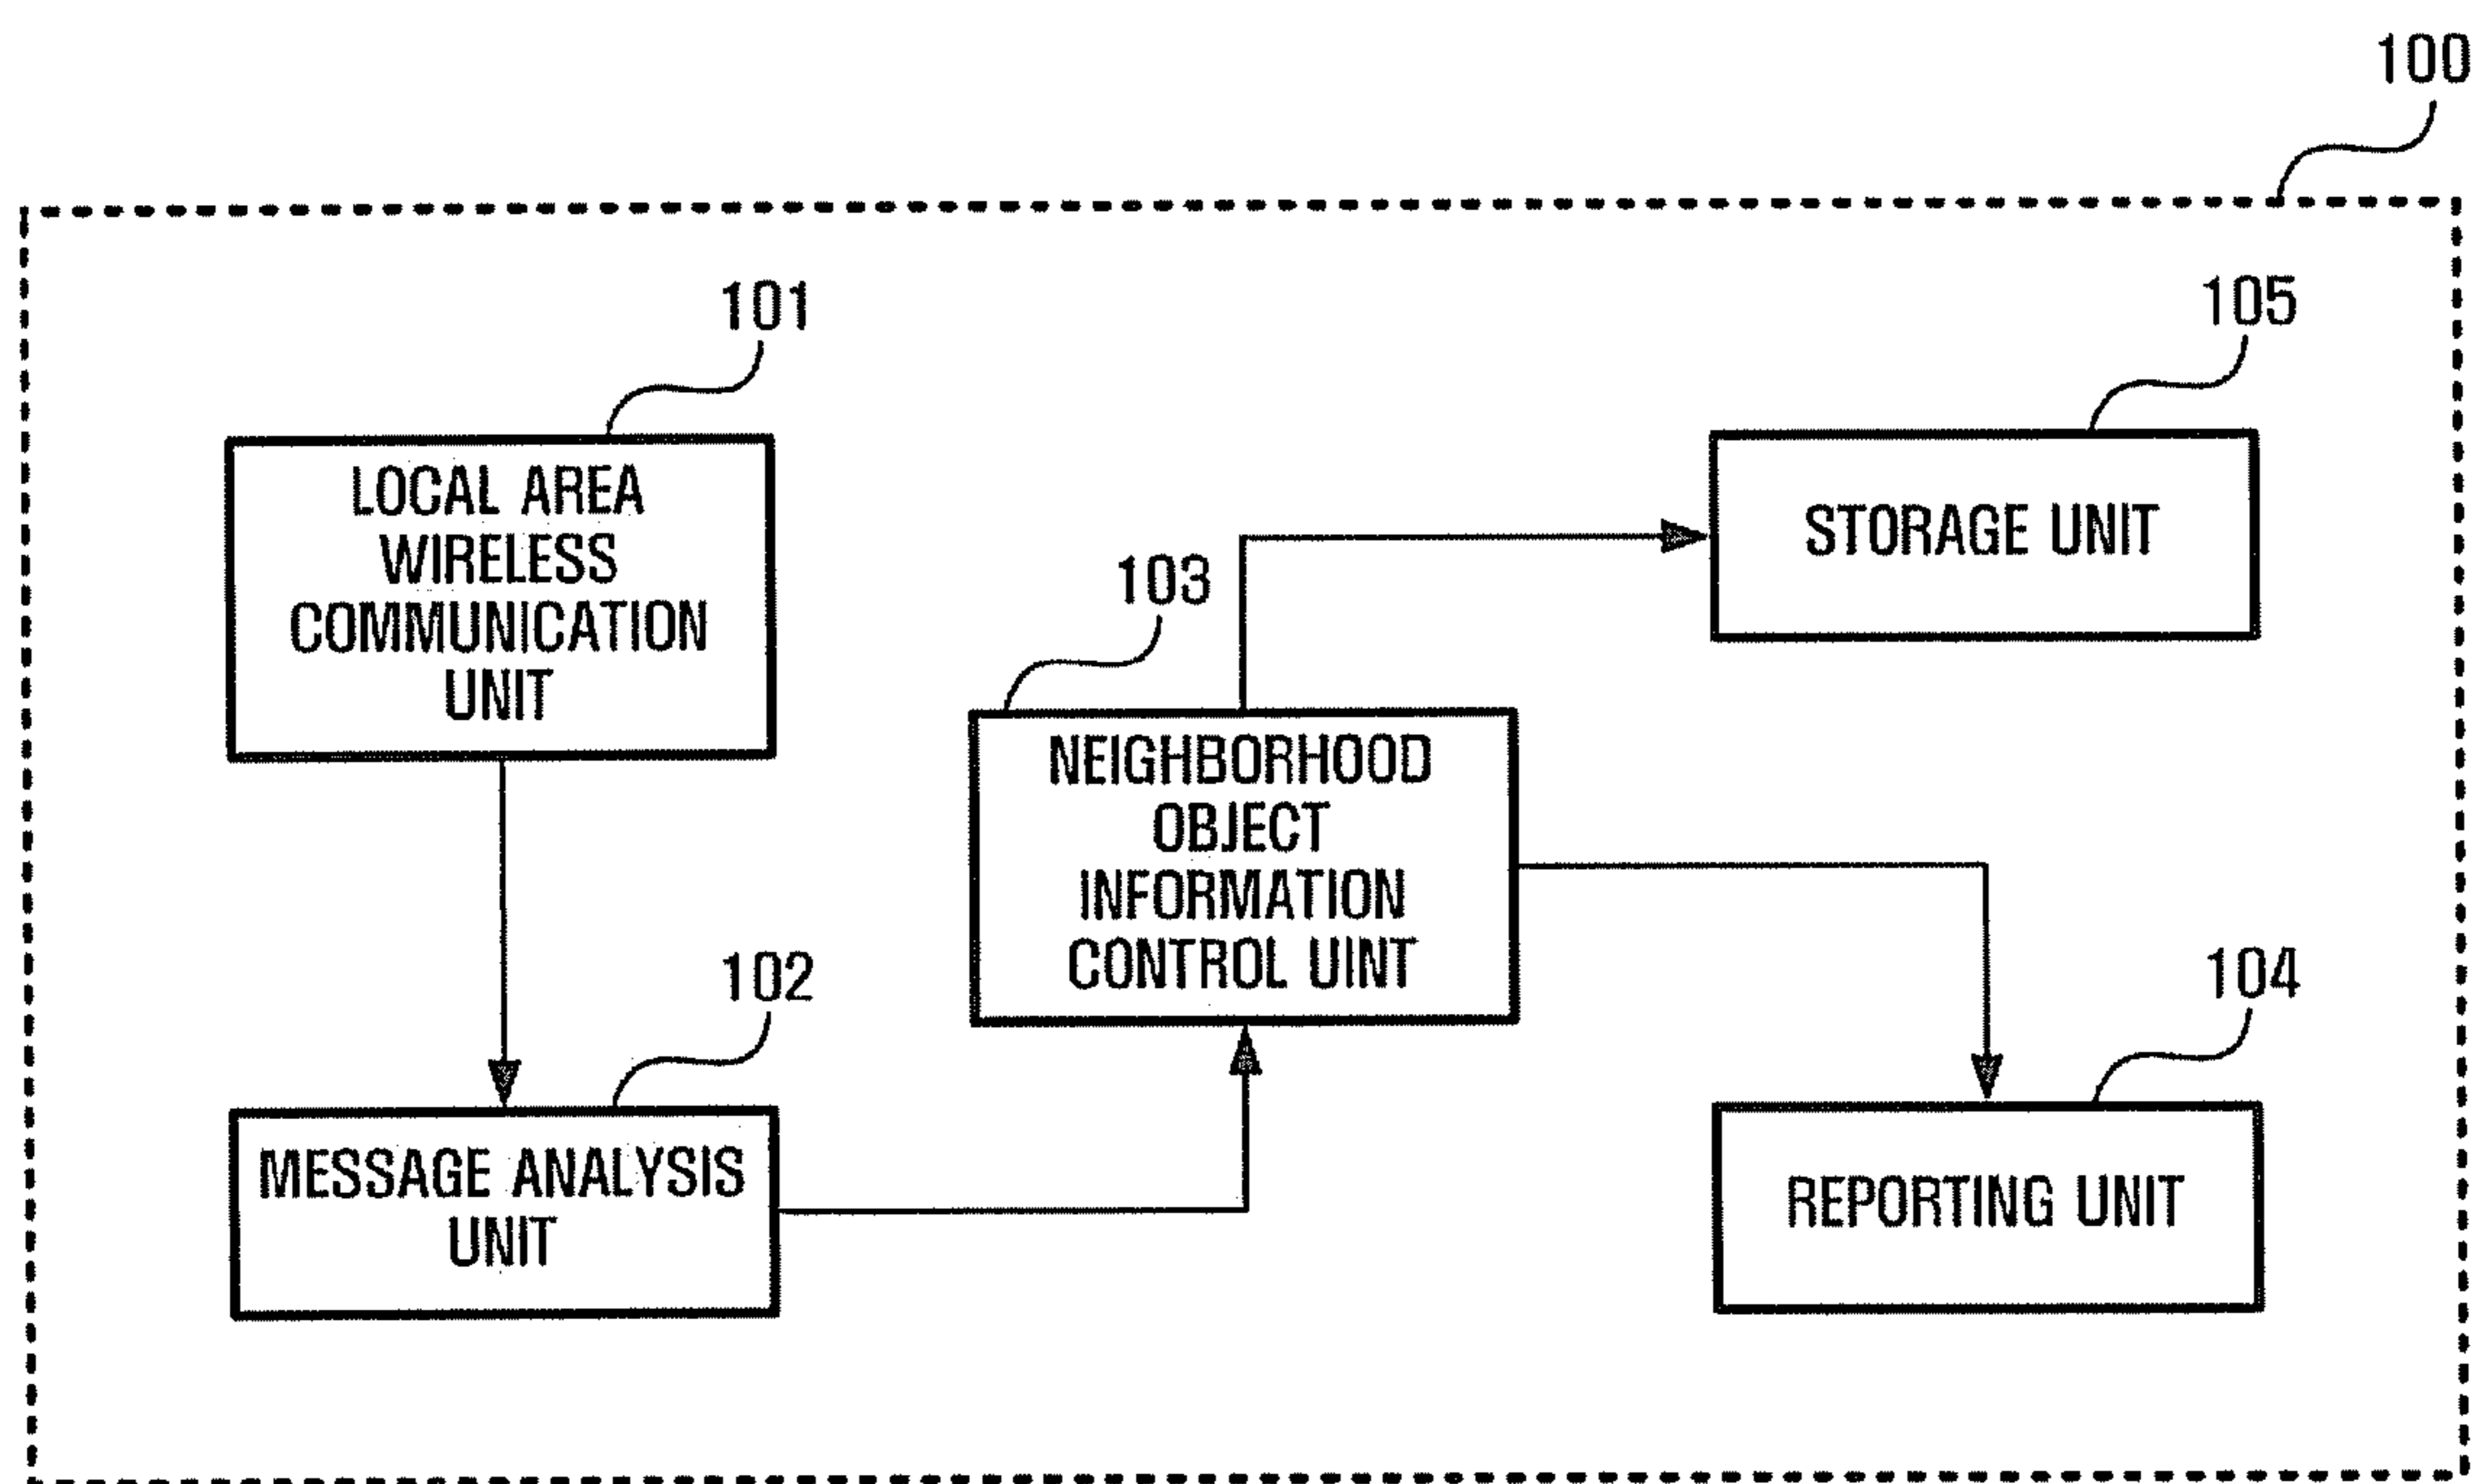 100
101
LOCAL AREA
WIRELESS
COMMUNICATION
UNIT
105
STORAGE UNIT
103
NEIGHBORHOOD
OBJECT
INFORMATION
CONTROL UINT
102
MESSAGE ANALYSIS
UNIT
104
REPORTING UNIT